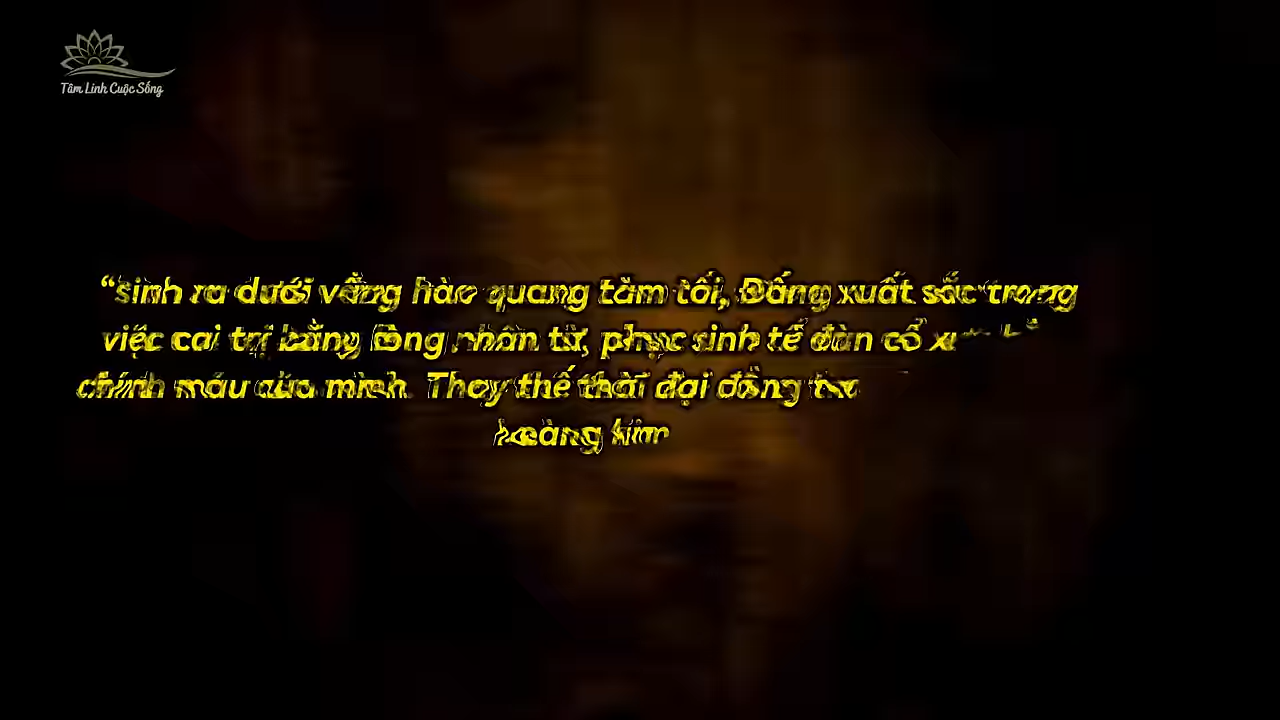 Tâm Linh Cuộc Sống
“sinh ra dưới vầng hào quang tăm tối, Đấng xuất sắc trong
việc cai trị bằng lòng nhân từ, phục sinh tế đàn cổ
chính máu của mình. Thay thế thời đại đồng
hoàng kim